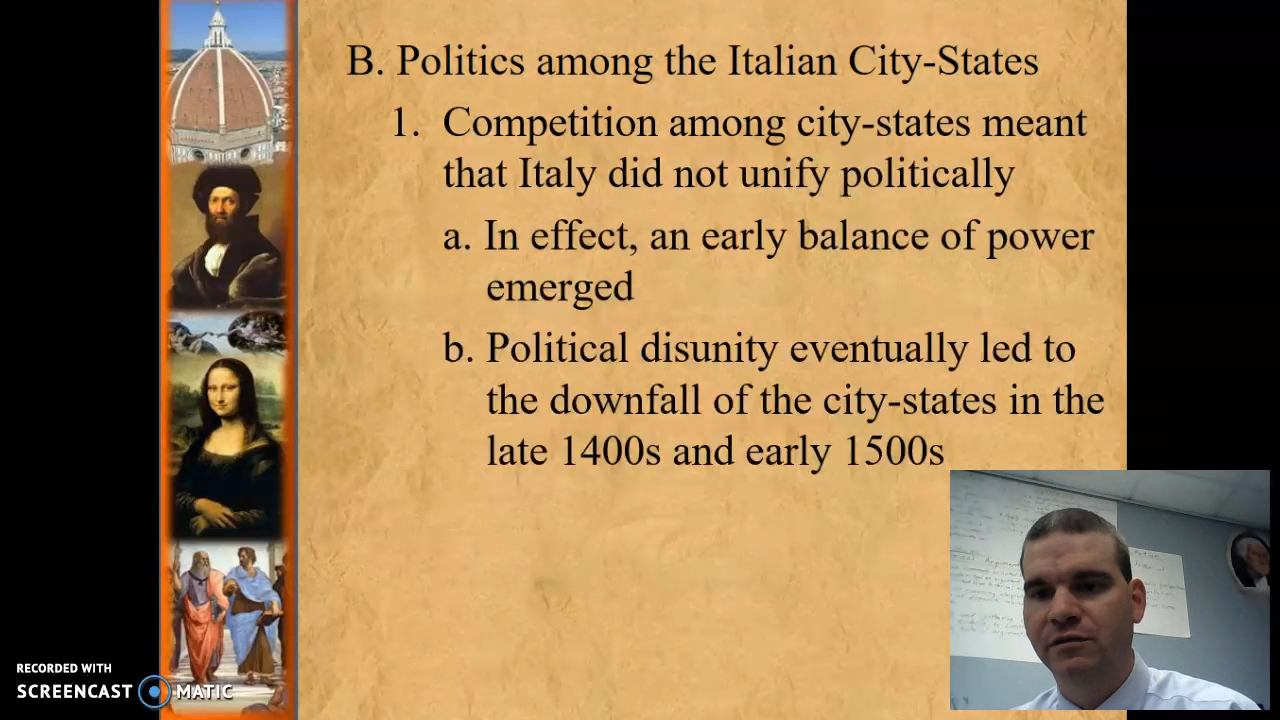 B. Politics among the Italian City-States
1. Competition among city-states meant
that Italy did not unify politically
a. In effect, an early balance of power
emerged
b. Political disunity eventually led to
the downfall of the city-states in the
late 1400s and early 1500s
RECORDED WITH
SCREENCAST MATIC